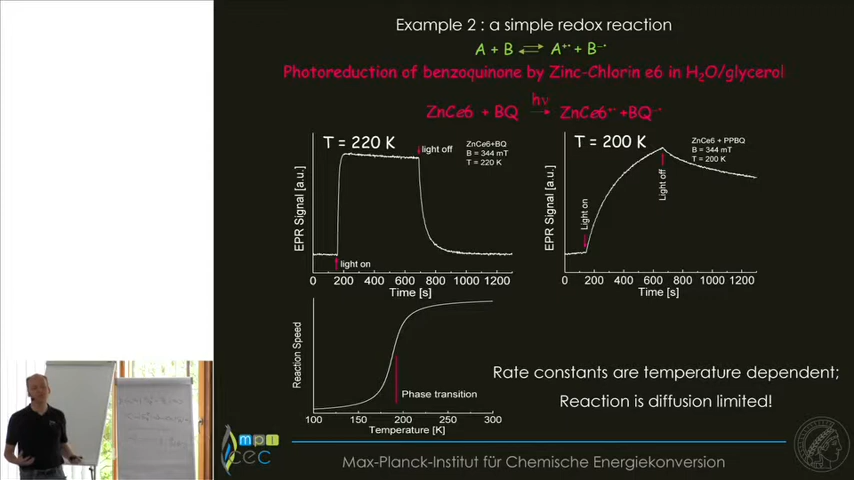 Example 2 : a simple redox reaction
A + B ⇌ A⁺• + B⁻•
Photoreduction of benzoquinone by Zinc-Chlorin e6 in H₂O/glycerol
ZnCe6 + BQ hν → ZnCe6⁺• +BQ⁻•
T = 220 K
light off
ZnCe6+BQ
B = 344 mT
T = 220 K
EPR Signal [a.u.]
light on
0 200 400 600 800 1000 1200
Time [s]
T = 200 K
ZnCe6 + PPBQ
B = 344 mT
T = 200 K
EPR Signal [a.u.]
Light on
Light off
0 200 400 600 800 1000 1200
Time [s]
Reaction Speed
Phase transition
100 150 200 250 300
Temperature [K]
Rate constants are temperature dependent;
Reaction is diffusion limited!
mpi
cec
Max-Planck-Institut für Chemische Energiekonversion